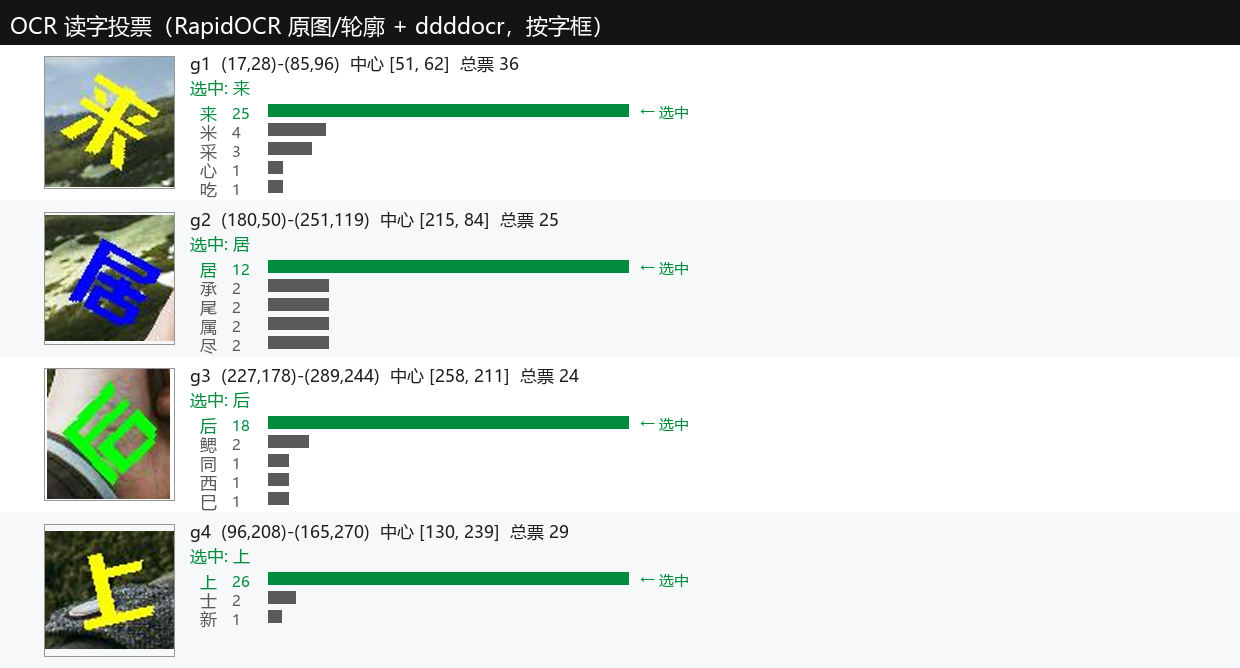 OCR 读字投票（RapidOCR 原图/轮廓 + ddddocr，按字框）
来
g1 (17,28)-(85,96) 中心 [51, 62] 总票 36
选中: 来
来 25 ← 选中
米 4
采 3
心 1
吃 1
居
g2 (180,50)-(251,119) 中心 [215, 84] 总票 25
选中: 居
居 12 ← 选中
承 2
尾 2
属 2
尽 2
后
g3 (227,178)-(289,244) 中心 [258, 211] 总票 24
选中: 后
后 18 ← 选中
鳃 2
同 1
西 1
巳 1
上
g4 (96,208)-(165,270) 中心 [130, 239] 总票 29
选中: 上
上 26 ← 选中
士 2
新 1